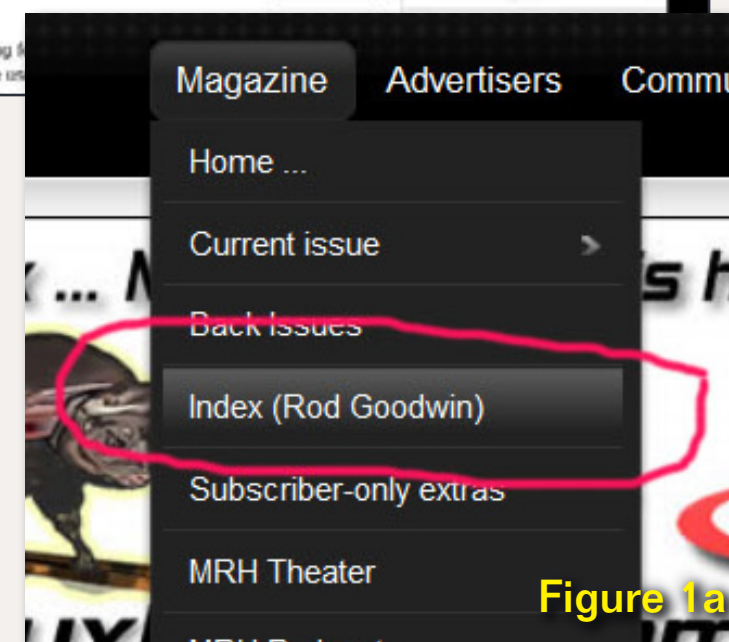 Magazine Advertisers
Home ...
Current issue
Back Issues
Index (Rod Goodwin)
Subscriber-only extras
MRH Theater
Figure 1a